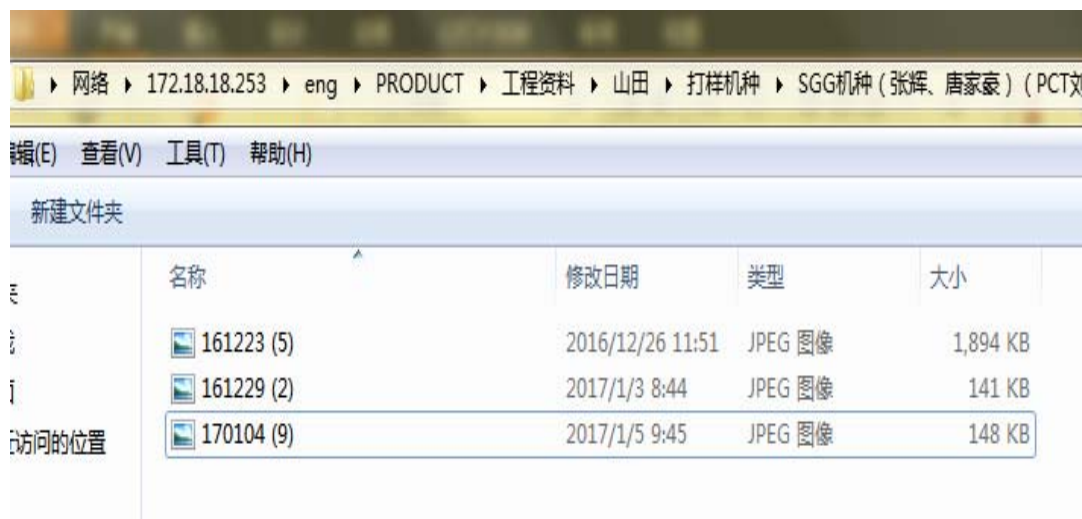 网络 172.18.18.253 eng PRODUCT 工程资料 山田 打样机种 SGG机种(张辉、唐家豪)(PCT
编辑(E) 查看(V) 工具(T) 帮助(H)
新建文件夹
名称 修改日期 类型 大小
161223 (5) 2016/12/26 11:51 JPEG 图像 1,894 KB
161229 (2) 2017/1/3 8:44 JPEG 图像 141 KB
170104 (9) 2017/1/5 9:45 JPEG 图像 148 KB
访问的位置